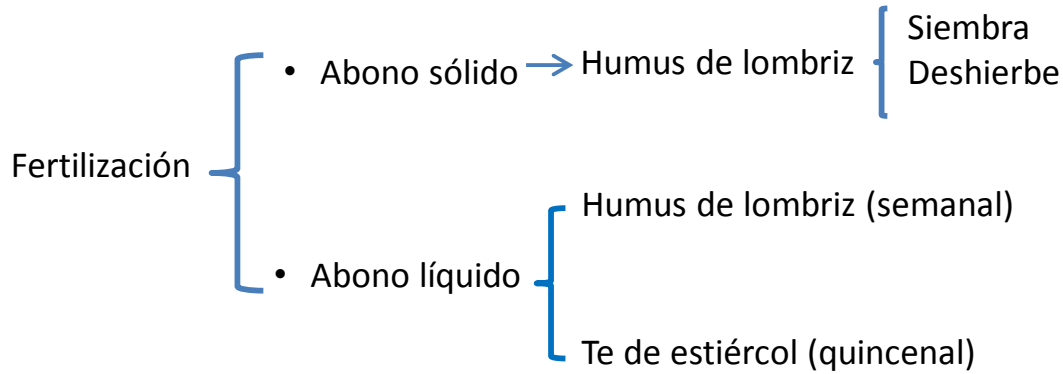 Fertilización
• Abono sólido
Humus de lombriz
Siembra
Deshierbe
• Abono líquido
Humus de lombriz (semanal)
Te de estiércol (quincenal)